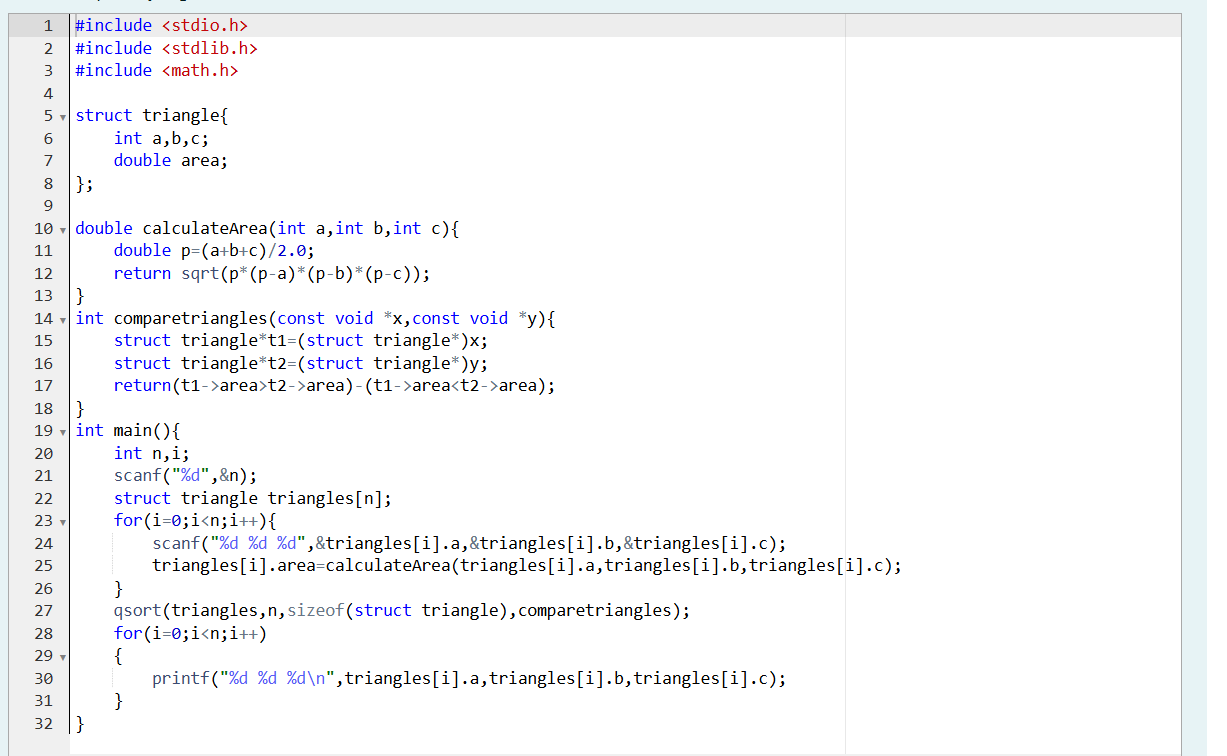 1 #include <stdio.h>
2 #include <stdlib.h>
3 #include <math.h>
4
5 struct triangle{
6     int a,b,c;
7     double area;
8 };
9
10 double calculateArea(int a,int b,int c){
11     double p=(a+b+c)/2.0;
12     return sqrt(p*(p-a)*(p-b)*(p-c));
13 }
14 int comparetriangles(const void *x,const void *y){
15     struct triangle*t1=(struct triangle*)x;
16     struct triangle*t2=(struct triangle*)y;
17     return(t1->area>t2->area)-(t1->area<t2->area);
18 }
19 int main(){
20     int n,i;
21     scanf("%d",&n);
22     struct triangle triangles[n];
23     for(i=0;i<n;i++){
24         scanf("%d %d %d",&triangles[i].a,&triangles[i].b,&triangles[i].c);
25         triangles[i].area=calculateArea(triangles[i].a,triangles[i].b,triangles[i].c);
26     }
27     qsort(triangles,n,sizeof(struct triangle),comparetriangles);
28     for(i=0;i<n;i++)
29     {
30         printf("%d %d %d\n",triangles[i].a,triangles[i].b,triangles[i].c);
31     }
32 }